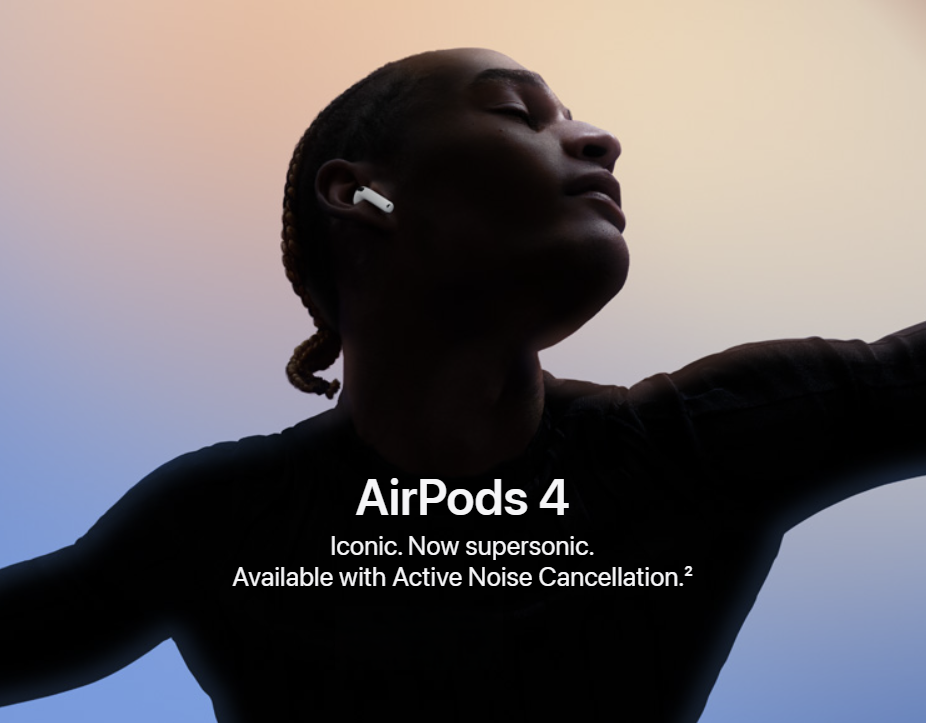 AirPods 4
Iconic. Now supersonic.
Available with Active Noise Cancellation.²